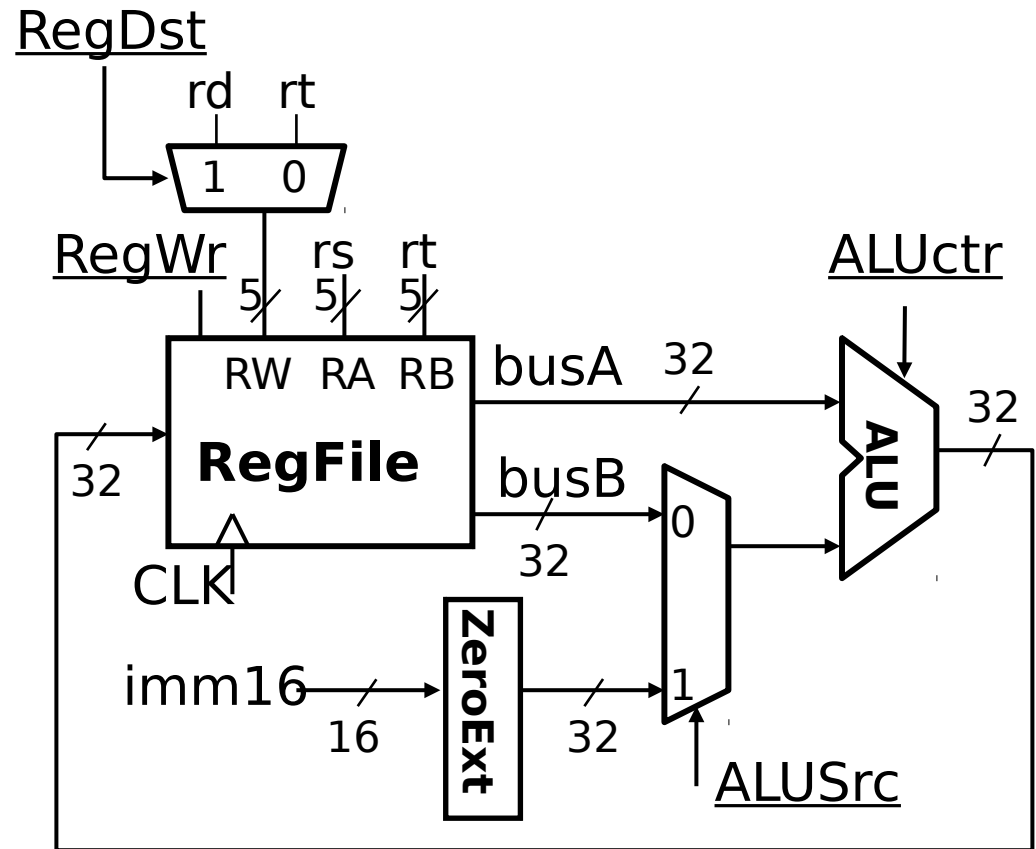 RegDst
rd rt
1 0
RegWr rs rt
ALUctr
5 5 5
RW RA RB
busA 32
32
ALU
RegFile
32
busB
0
32
CLK
ZeroExt
imm16
1
16
32
ALUSrc